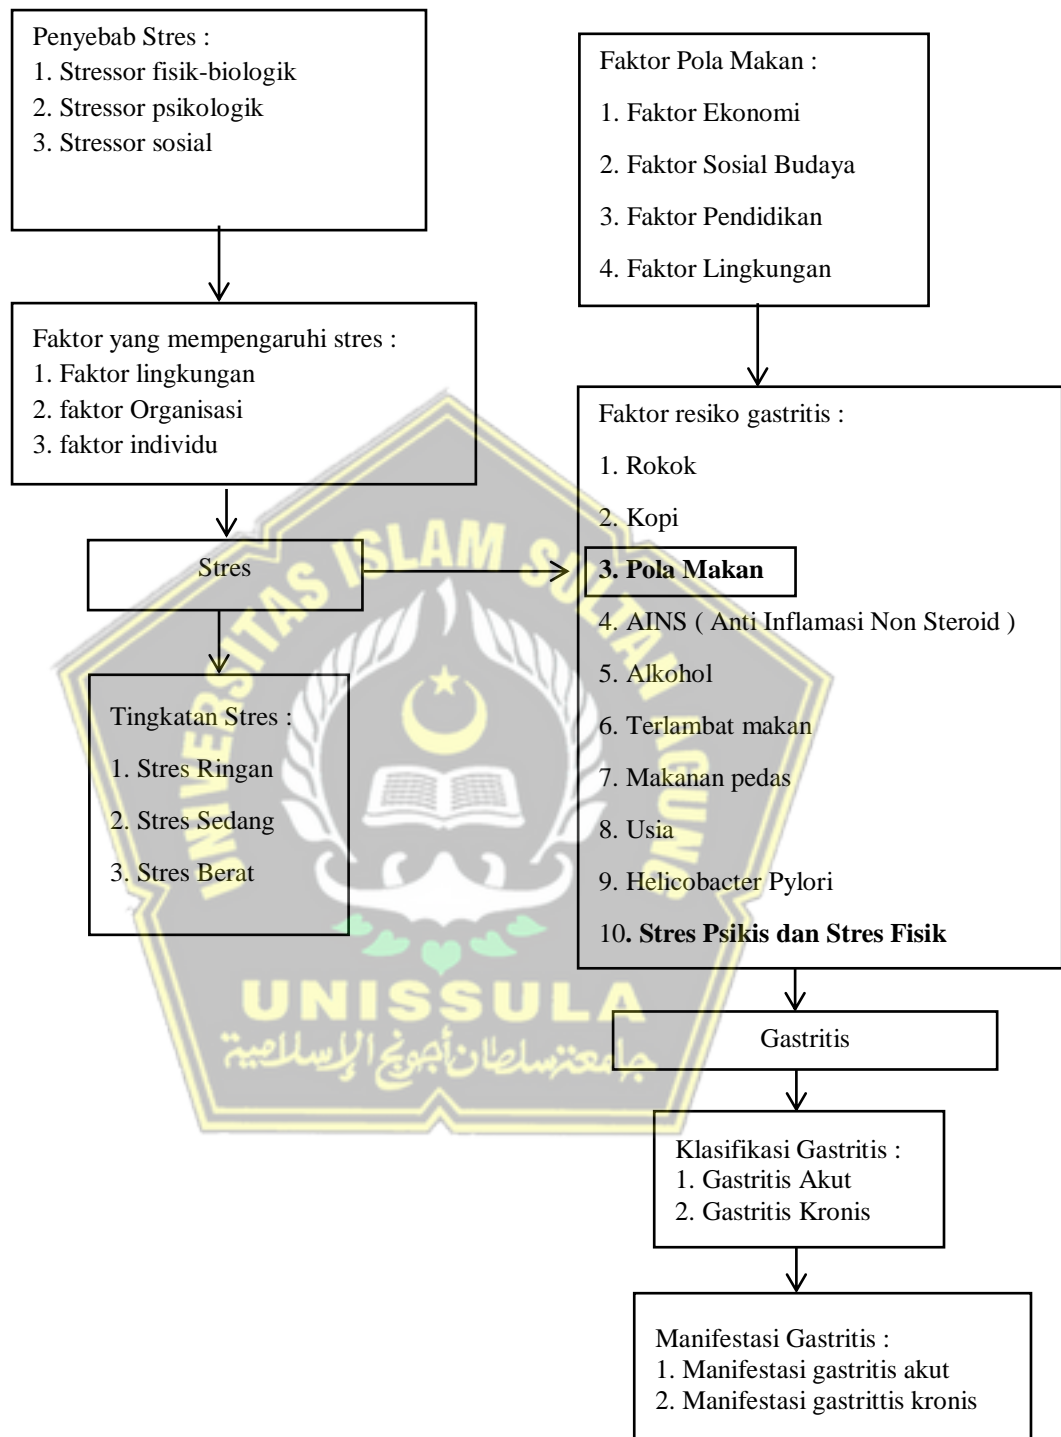 Penyebab Stres :
1. Stressor fisik-biologik
2. Stressor psikologik
3. Stressor sosial
Faktor yang mempengaruhi stres :
1. Faktor lingkungan
2. faktor Organisasi
3. faktor individu
Stres
Tingkatan Stres :
1. Stres Ringan
2. Stres Sedang
3. Stres Berat
Faktor Pola Makan :
1. Faktor Ekonomi
2. Faktor Sosial Budaya
3. Faktor Pendidikan
4. Faktor Lingkungan
Faktor resiko gastritis :
1. Rokok
2. Kopi
3. Pola Makan
4. AINS ( Anti Inflamasi Non Steroid )
5. Alkohol
6. Terlambat makan
7. Makanan pedas
8. Usia
9. Helicobacter Pylori
10. Stres Psikis dan Stres Fisik
Gastritis
Klasifikasi Gastritis :
1. Gastritis Akut
2. Gastritis Kronis
Manifestasi Gastritis :
1. Manifestasi gastritis akut
2. Manifestasi gastrittis kronis
UNIVERSITAS ISLAM SULTAN AGUNG
UNISSULA
جامعة سلطان أجونج الإسلامية